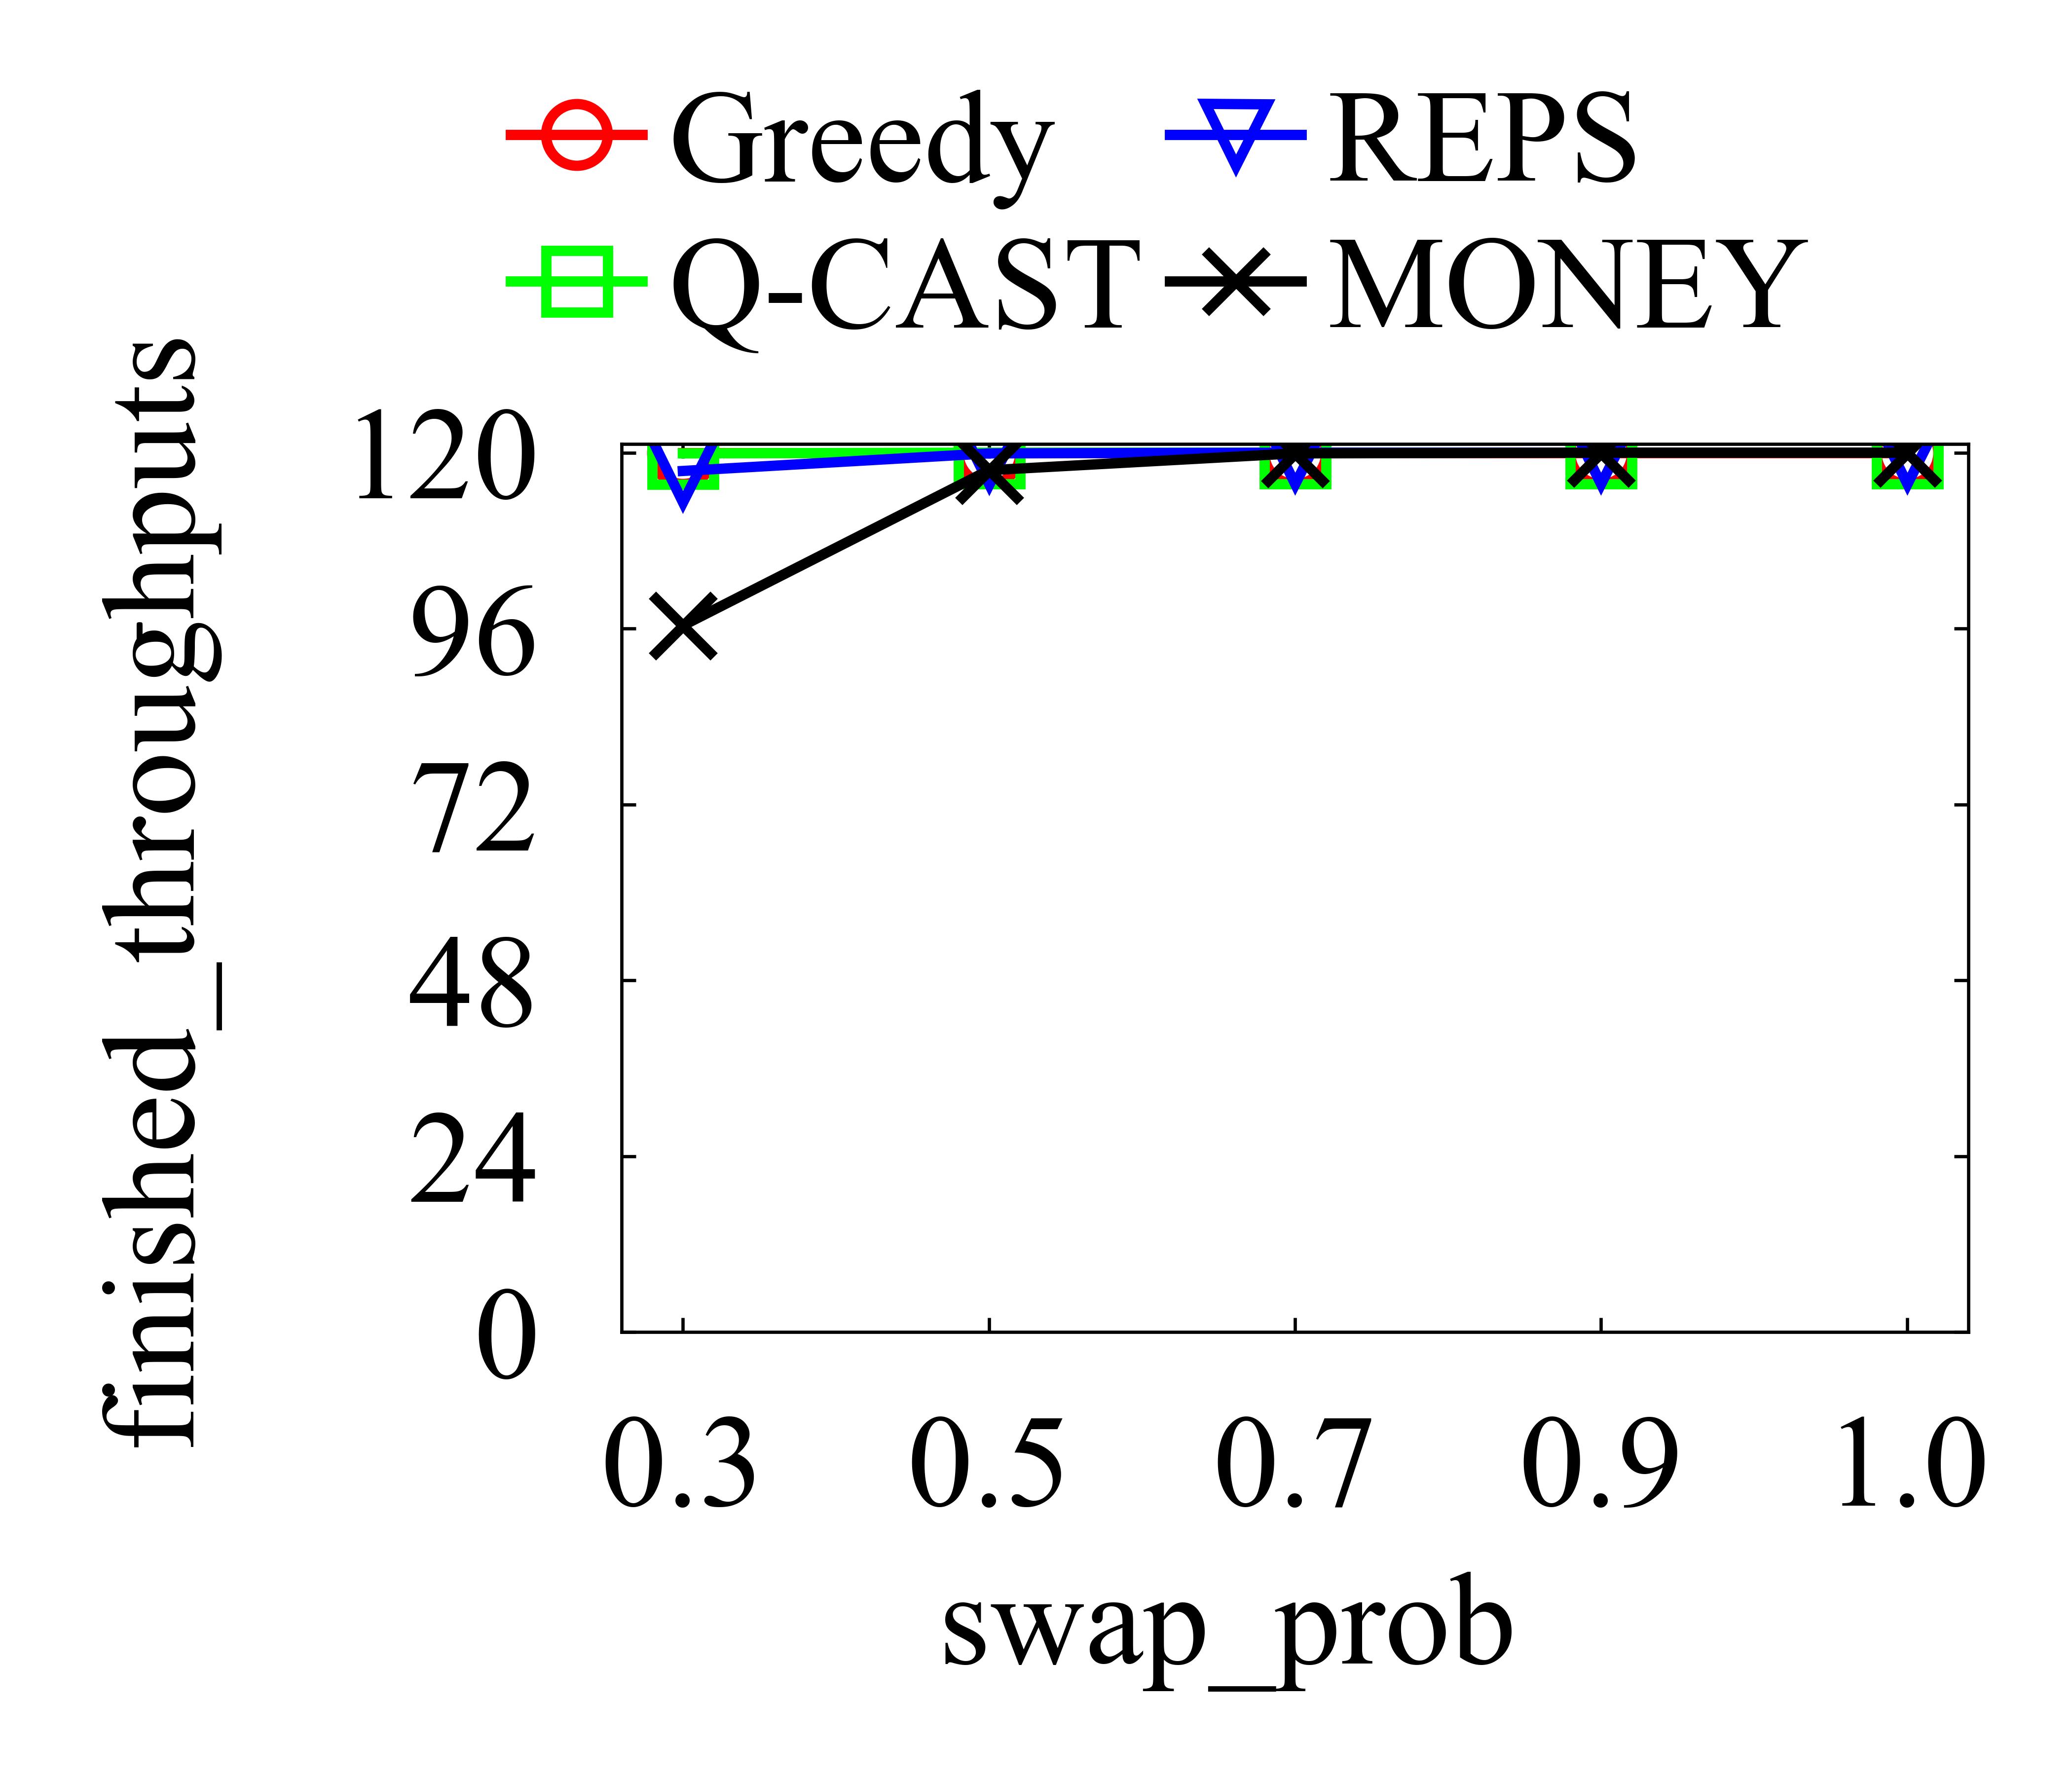 Greedy REPS
Q-CAST MONEY
finished_throughputs
120
96
72
48
24
0
0.3 0.5 0.7 0.9 1.0
swap_prob